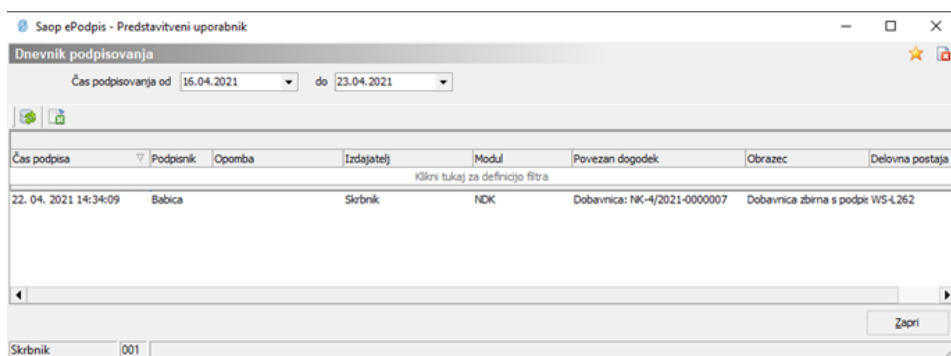 Saop ePodpis - Predstavitveni uporabnik
Dnevnik podpisovanja
Čas podpisovanja od 16.04.2021 do 23.04.2021
Čas podpisa Podpisnik Opomba Izdajatelj Modul Povezan dogodek Obrazec Delovna postaja
Klikni tukaj za definicijo filtra
22. 04. 2021 14:34:09 Babica Skrbnik NDK Dobavnica: NK-4/2021-0000007 Dobavnica zbirna s podpis WS-L262
Zapri
Skrbnik 001